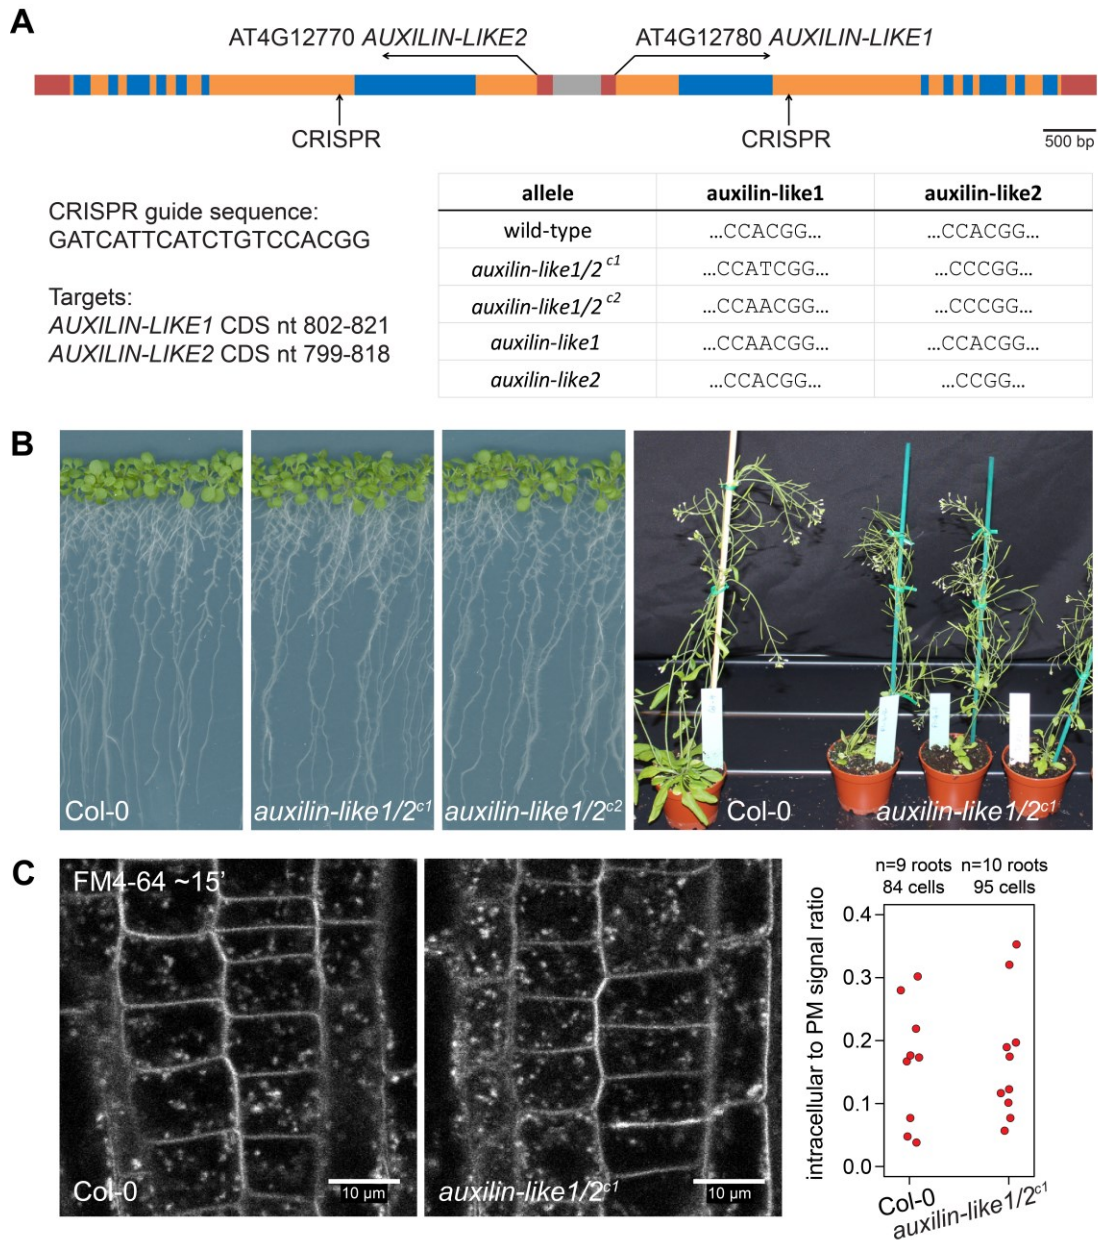 A
AT4G12770 AUXILIN-LIKE2
AT4G12780 AUXILIN-LIKE1
CRISPR
CRISPR
500 bp
CRISPR guide sequence:
GATCATTCATCTGTCCACGG
Targets:
AUXILIN-LIKE1 CDS nt 802-821
AUXILIN-LIKE2 CDS nt 799-818
allele auxilin-like1 auxilin-like2
wild-type ...CCACGG... ...CCACGG...
auxilin-like1/2 c1 ...CCATCGG... ...CCCGG...
auxilin-like1/2 c2 ...CCAACGG... ...CCCGG...
auxilin-like1 ...CCAACGG... ...CCACGG...
auxilin-like2 ...CCACGG... ...CCGG...
B
Col-0
auxilin-like1/2c1
auxilin-like1/2c2
Col-0
auxilin-like1/2c1
C
FM4-64 ~15'
Col-0
10 µm
auxilin-like1/2c1
10 µm
n=9 roots n=10 roots
84 cells 95 cells
intracellular to PM signal ratio
0.4
0.3
0.2
0.1
0.0
Col-0
auxilin-like1/2c1